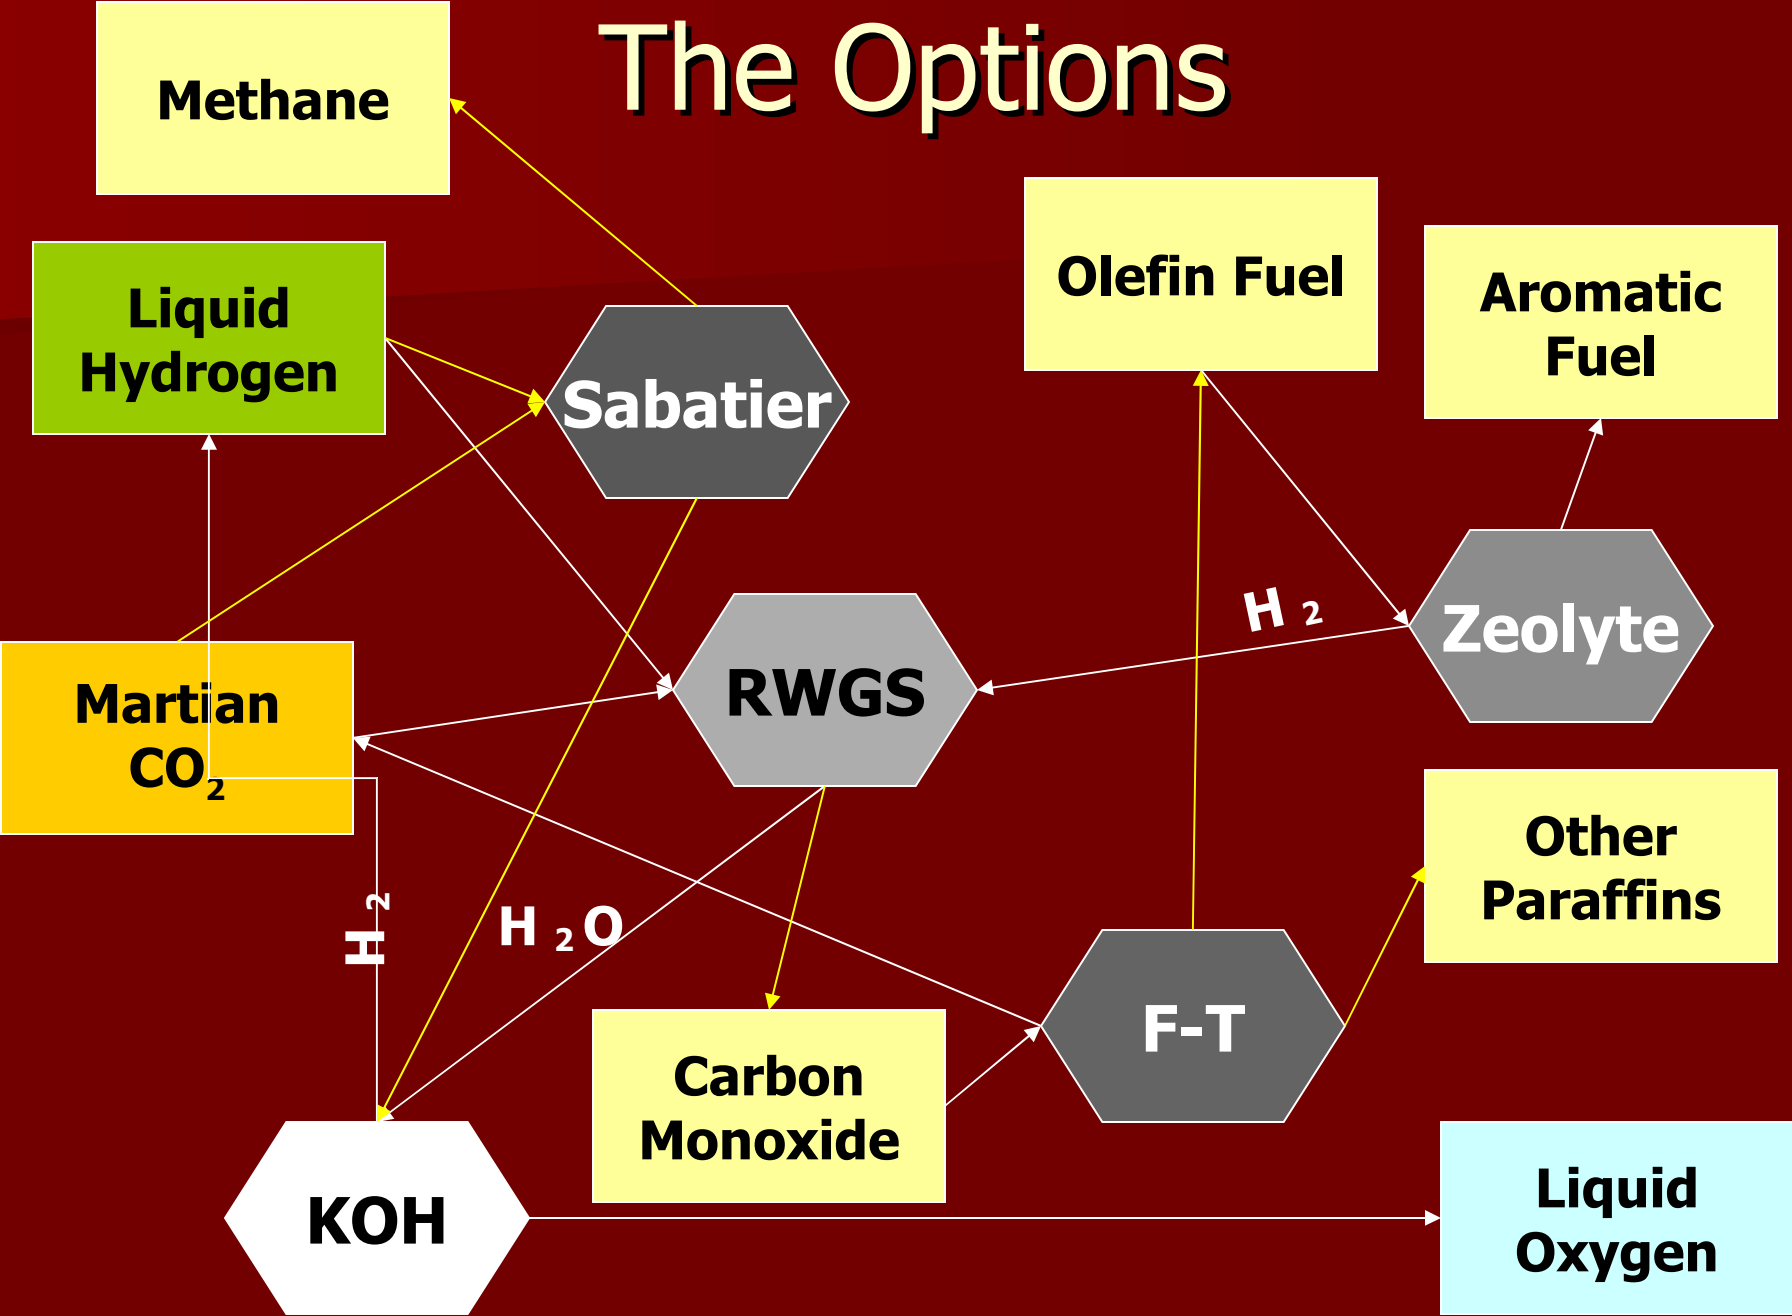 The Options
Methane
Liquid
Hydrogen
Sabatier
Olefin Fuel
Aromatic
Fuel
Martian
CO₂
RWGS
H ₂
Zeolyte
H ₂
H ₂ O
Carbon
Monoxide
F-T
Other
Paraffins
KOH
Liquid
Oxygen